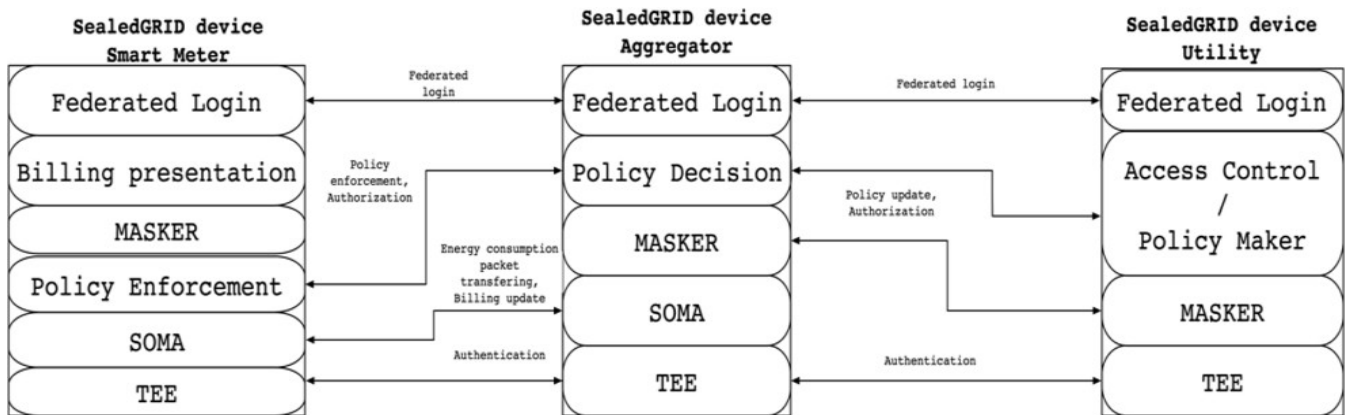 SealedGRID device
Smart Meter
Federated Login
Billing presentation
MASKER
Policy Enforcement
SOMA
TEE
Federated
login
Policy
enforcement,
Authorization
Energy consumption
packet
transfering,
Billing update
Authentication
SealedGRID device
Aggregator
Federated Login
Policy Decision
MASKER
SOMA
TEE
Federated login
Policy update,
Authorization
Authentication
SealedGRID device
Utility
Federated Login
Access Control
/
Policy Maker
MASKER
TEE